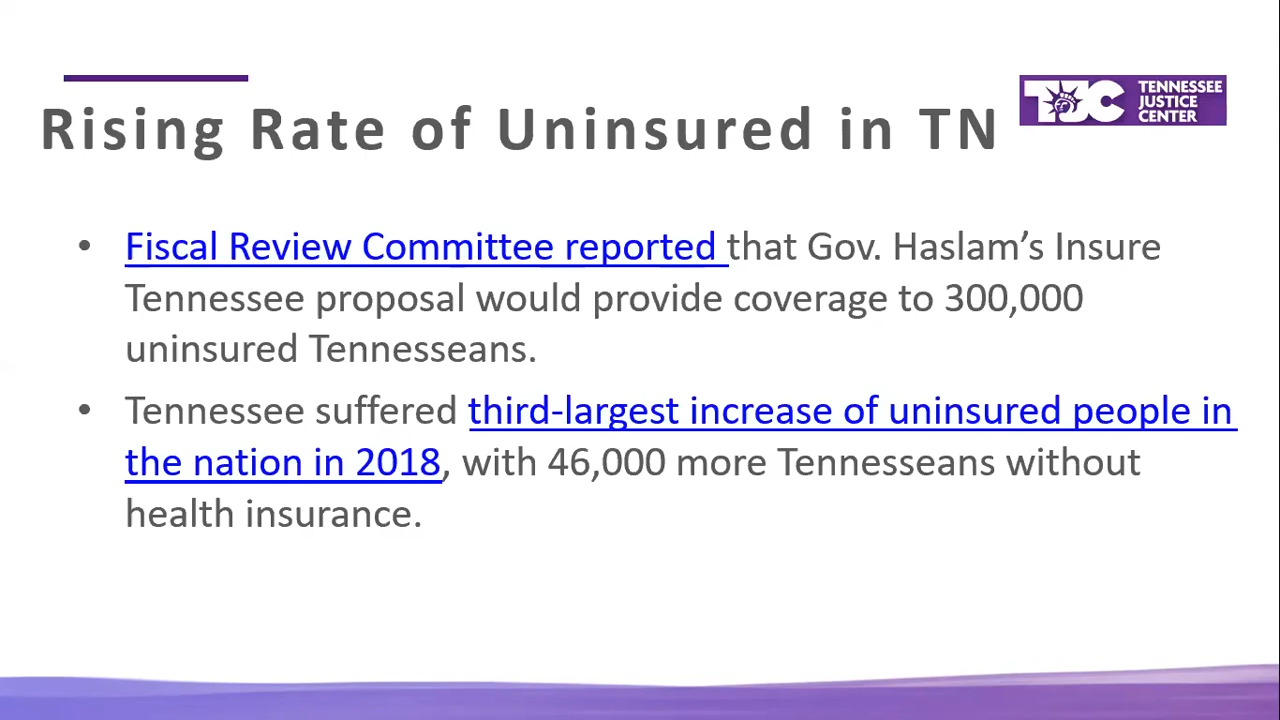 Rising Rate of Uninsured in TN
TJC
TENNESSEE
JUSTICE
CENTER
• Fiscal Review Committee reported that Gov. Haslam’s Insure
Tennessee proposal would provide coverage to 300,000
uninsured Tennesseans.
• Tennessee suffered third-largest increase of uninsured people in
the nation in 2018, with 46,000 more Tennesseans without
health insurance.